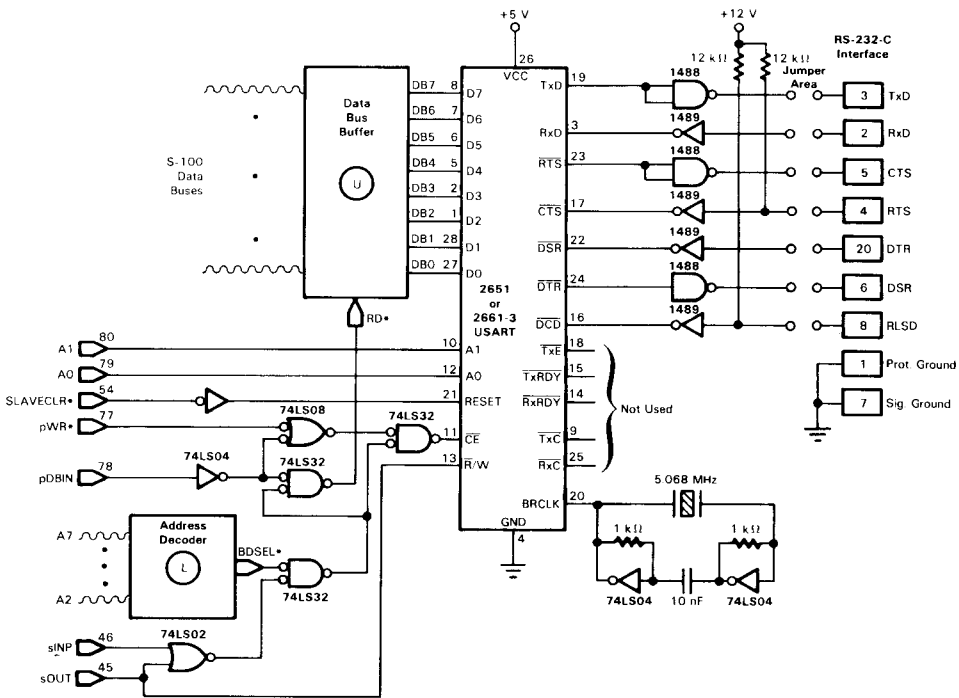 +5 V
+12 V
RS-232-C
Interface
26
VCC
12 kΩ
12 kΩ
Jumper
Area
Data
Bus
Buffer
U
S-100
Data
Buses
DB7 8 D7
DB6 7 D6
DB5 6 D5
DB4 5 D4
DB3 2 D3
DB2 1 D2
DB1 28 D1
DB0 27 D0
RD*
2651
or
2661-3
USART
TxD 19 1488 3 TxD
RxD 3 1489 2 RxD
RTS 23 1488 5 CTS
CTS 17 1489 4 RTS
DSR 22 1489 20 DTR
DTR 24 1488 6 DSR
DCD 16 1489 8 RLSD
TxE 18
TxRDY 15
RxRDY 14
TxC 9
RxC 25
Not Used
1 Prot. Ground
7 Sig. Ground
A1 80 10 A1
A0 79 12 A0
SLAVECLR* 54 21 RESET
pWR* 77 74LS08 74LS32 11 CE
13 R/W
pDBIN 78 74LS04 74LS32
BRCLK 20
5.068 MHz
1 kΩ
1 kΩ
74LS04
10 nF
74LS04
GND
4
A7
Address
Decoder
L
BDSEL*
74LS32
A2
sINP 46 74LS02
sOUT 45